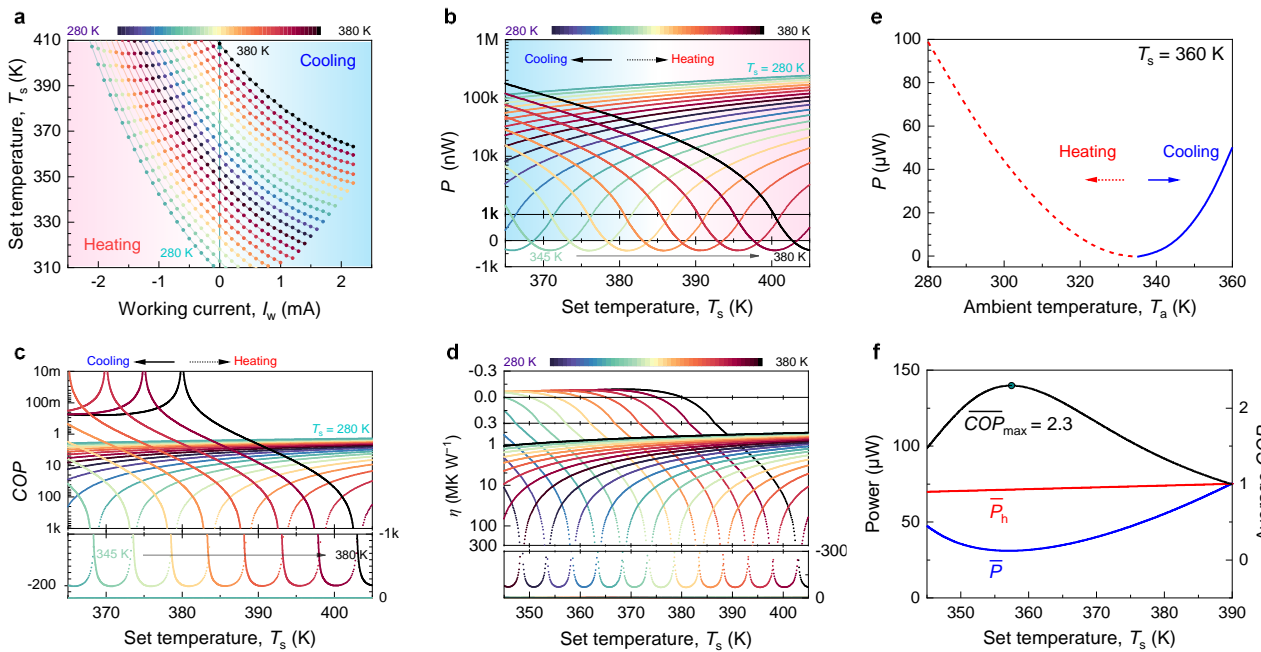 a
280 K
380 K
410
390
370
350
330
310
Set temperature, Ts (K)
380 K
Cooling
Heating
280 K
−2
−1
0
1
2
Working current, Iw (mA)
b
280 K
380 K
1M
100k
10k
1k
0
-1k
P (nW)
Cooling
Heating
Ts = 280 K
345 K
380 K
370
380
390
400
Set temperature, Ts (K)
e
100
80
60
40
20
0
P (µW)
Ts = 360 K
Heating
Cooling
280
300
320
340
360
Ambient temperature, Ta (K)
c
Cooling
Heating
10m
100m
1
10
100
1k
-200
COP
Ts = 280 K
345 K
380 K
-1k
0
370
380
390
400
Set temperature, Ts (K)
d
280 K
380 K
-0.3
0.0
0.3
1
10
100
300
η (MK W−1)
-300
0
350
360
370
380
390
400
Set temperature, Ts (K)
f
150
100
50
0
Power (µW)
COPmax = 2.3
Ph
P
2
1
0
350
360
370
380
390
Set temperature, Ts (K)